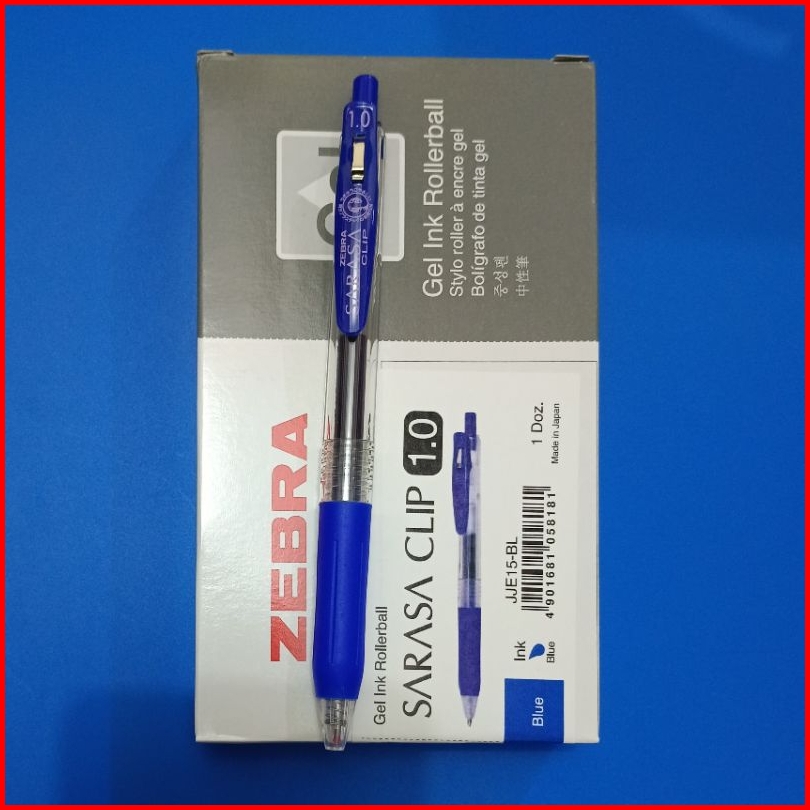 1.0
ZEBRA
SARASA
CLIP
Gel Ink Rollerball
Stylo roller à encre gel
Bolígrafo de tinta gel
중성펜
中性筆
ZEBRA
Gel Ink Rollerball
SARASA CLIP 1.0
JJE15-BL
4 901681 058181
1 Doz.
Made in Japan
Ink
Blue
Blue